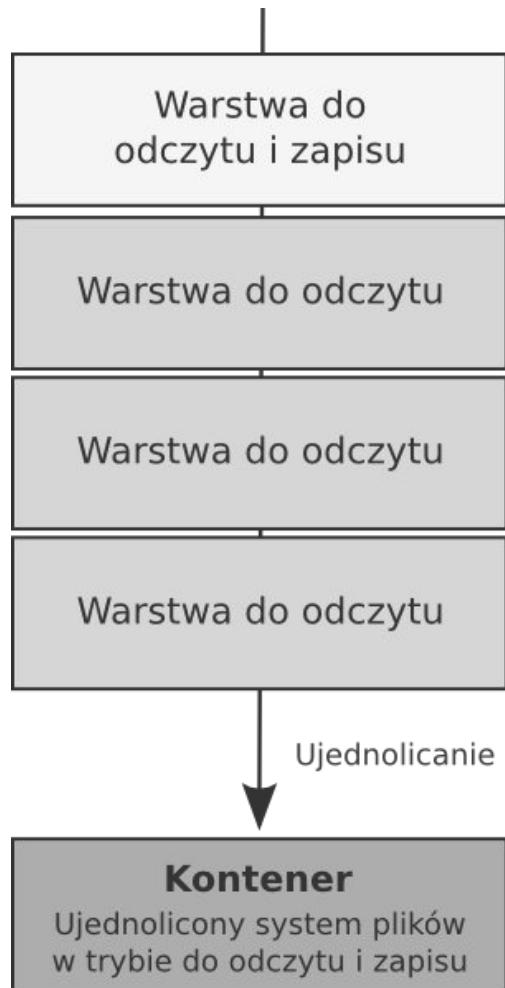 Warstwa do
odczytu i zapisu
Warstwa do odczytu
Warstwa do odczytu
Warstwa do odczytu
Ujednolicanie
Kontener
Ujednolicony system plików
w trybie do odczytu i zapisu